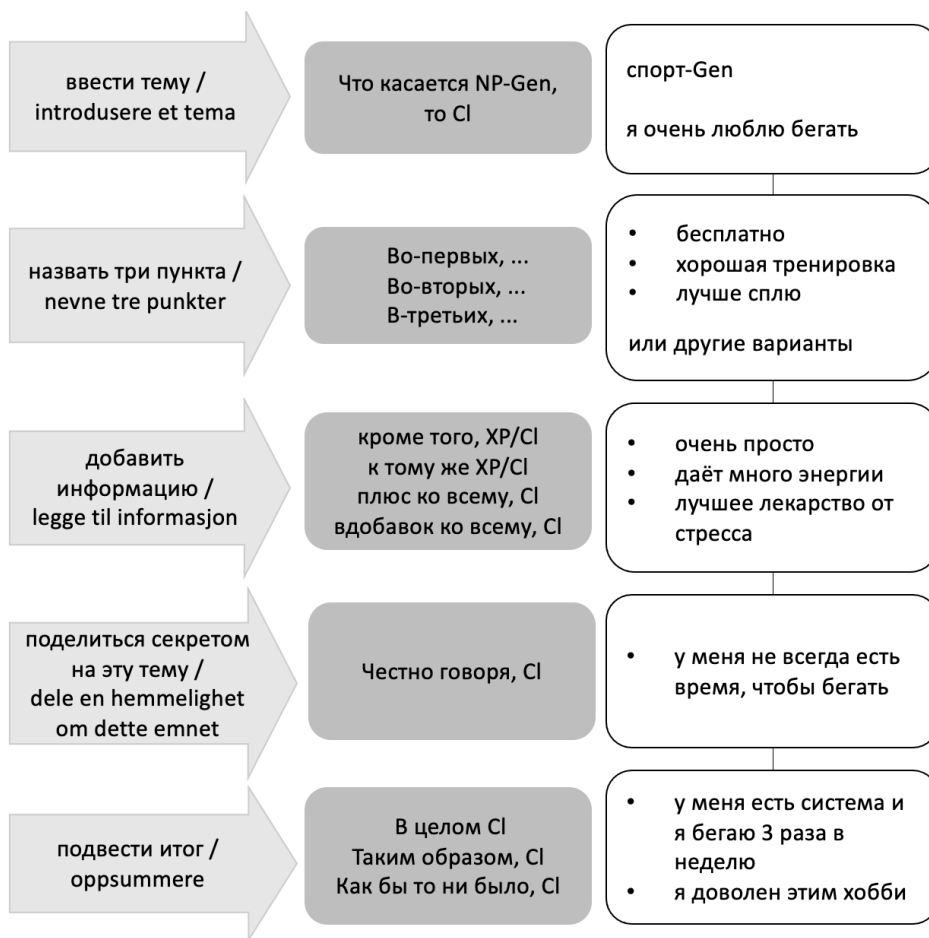 ввести тему /
introdusere et tema
Что касается NP-Gen,
то Cl
спорт-Gen
я очень люблю бегать
назвать три пункта /
nevne tre punkter
Во-первых, ...
Во-вторых, ...
В-третьих, ...
• бесплатно
• хорошая тренировка
• лучше сплю
или другие варианты
добавить
информацию /
legge til informasjon
кроме того, XP/Cl
к тому же XP/Cl
плюс ко всему, Cl
вдобавок ко всему, Cl
• очень просто
• даёт много энергии
• лучшее лекарство от
стресса
поделиться секретом
на эту тему /
dele en hemmelighet
om dette emnet
Честно говоря, Cl
• у меня не всегда есть
время, чтобы бегать
подвести итог /
oppsummere
В целом Cl
Таким образом, Cl
Как бы то ни было, Cl
• у меня есть система и
я бегаю 3 раза в
неделю
• я доволен этим хобби